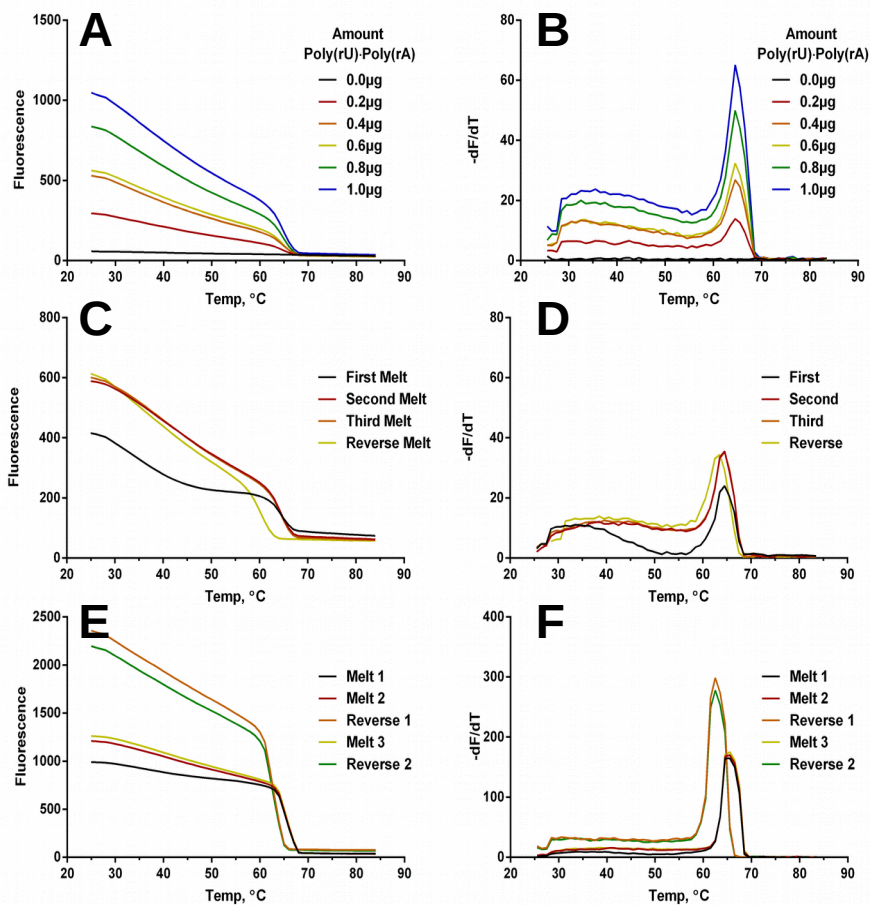 A
Fluorescence
1500
1000
500
0
20 30 40 50 60 70 80 90
Temp, °C
Amount
Poly(rU)·Poly(rA)
0.0µg
0.2µg
0.4µg
0.6µg
0.8µg
1.0µg
B
-dF/dT
80
60
40
20
0
20 30 40 50 60 70 80 90
Temp, °C
Amount
Poly(rU)·Poly(rA)
0.0µg
0.2µg
0.4µg
0.6µg
0.8µg
1.0µg
C
Fluorescence
800
600
400
200
0
20 30 40 50 60 70 80 90
Temp, °C
First Melt
Second Melt
Third Melt
Reverse Melt
D
-dF/dT
80
60
40
20
0
20 30 40 50 60 70 80 90
Temp, °C
First
Second
Third
Reverse
E
Fluorescence
2500
2000
1500
1000
500
0
20 30 40 50 60 70 80 90
Temp, °C
Melt 1
Melt 2
Reverse 1
Melt 3
Reverse 2
F
-dF/dT
400
300
200
100
0
20 30 40 50 60 70 80 90
Temp, °C
Melt 1
Melt 2
Reverse 1
Melt 3
Reverse 2